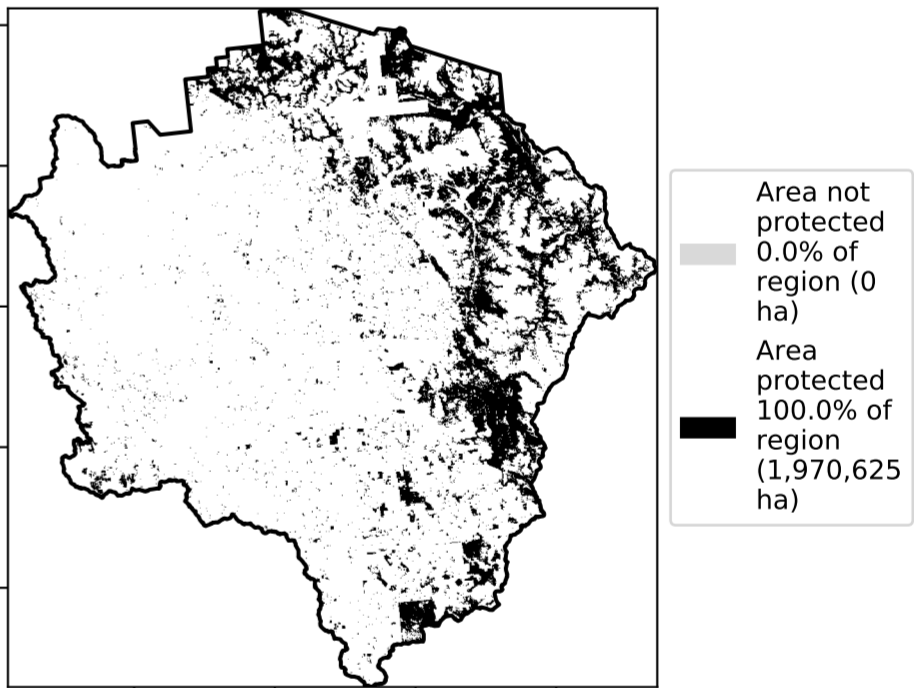 Area not
protected
0.0% of
region (0
ha)
Area
protected
100.0% of
region
(1,970,625
ha)